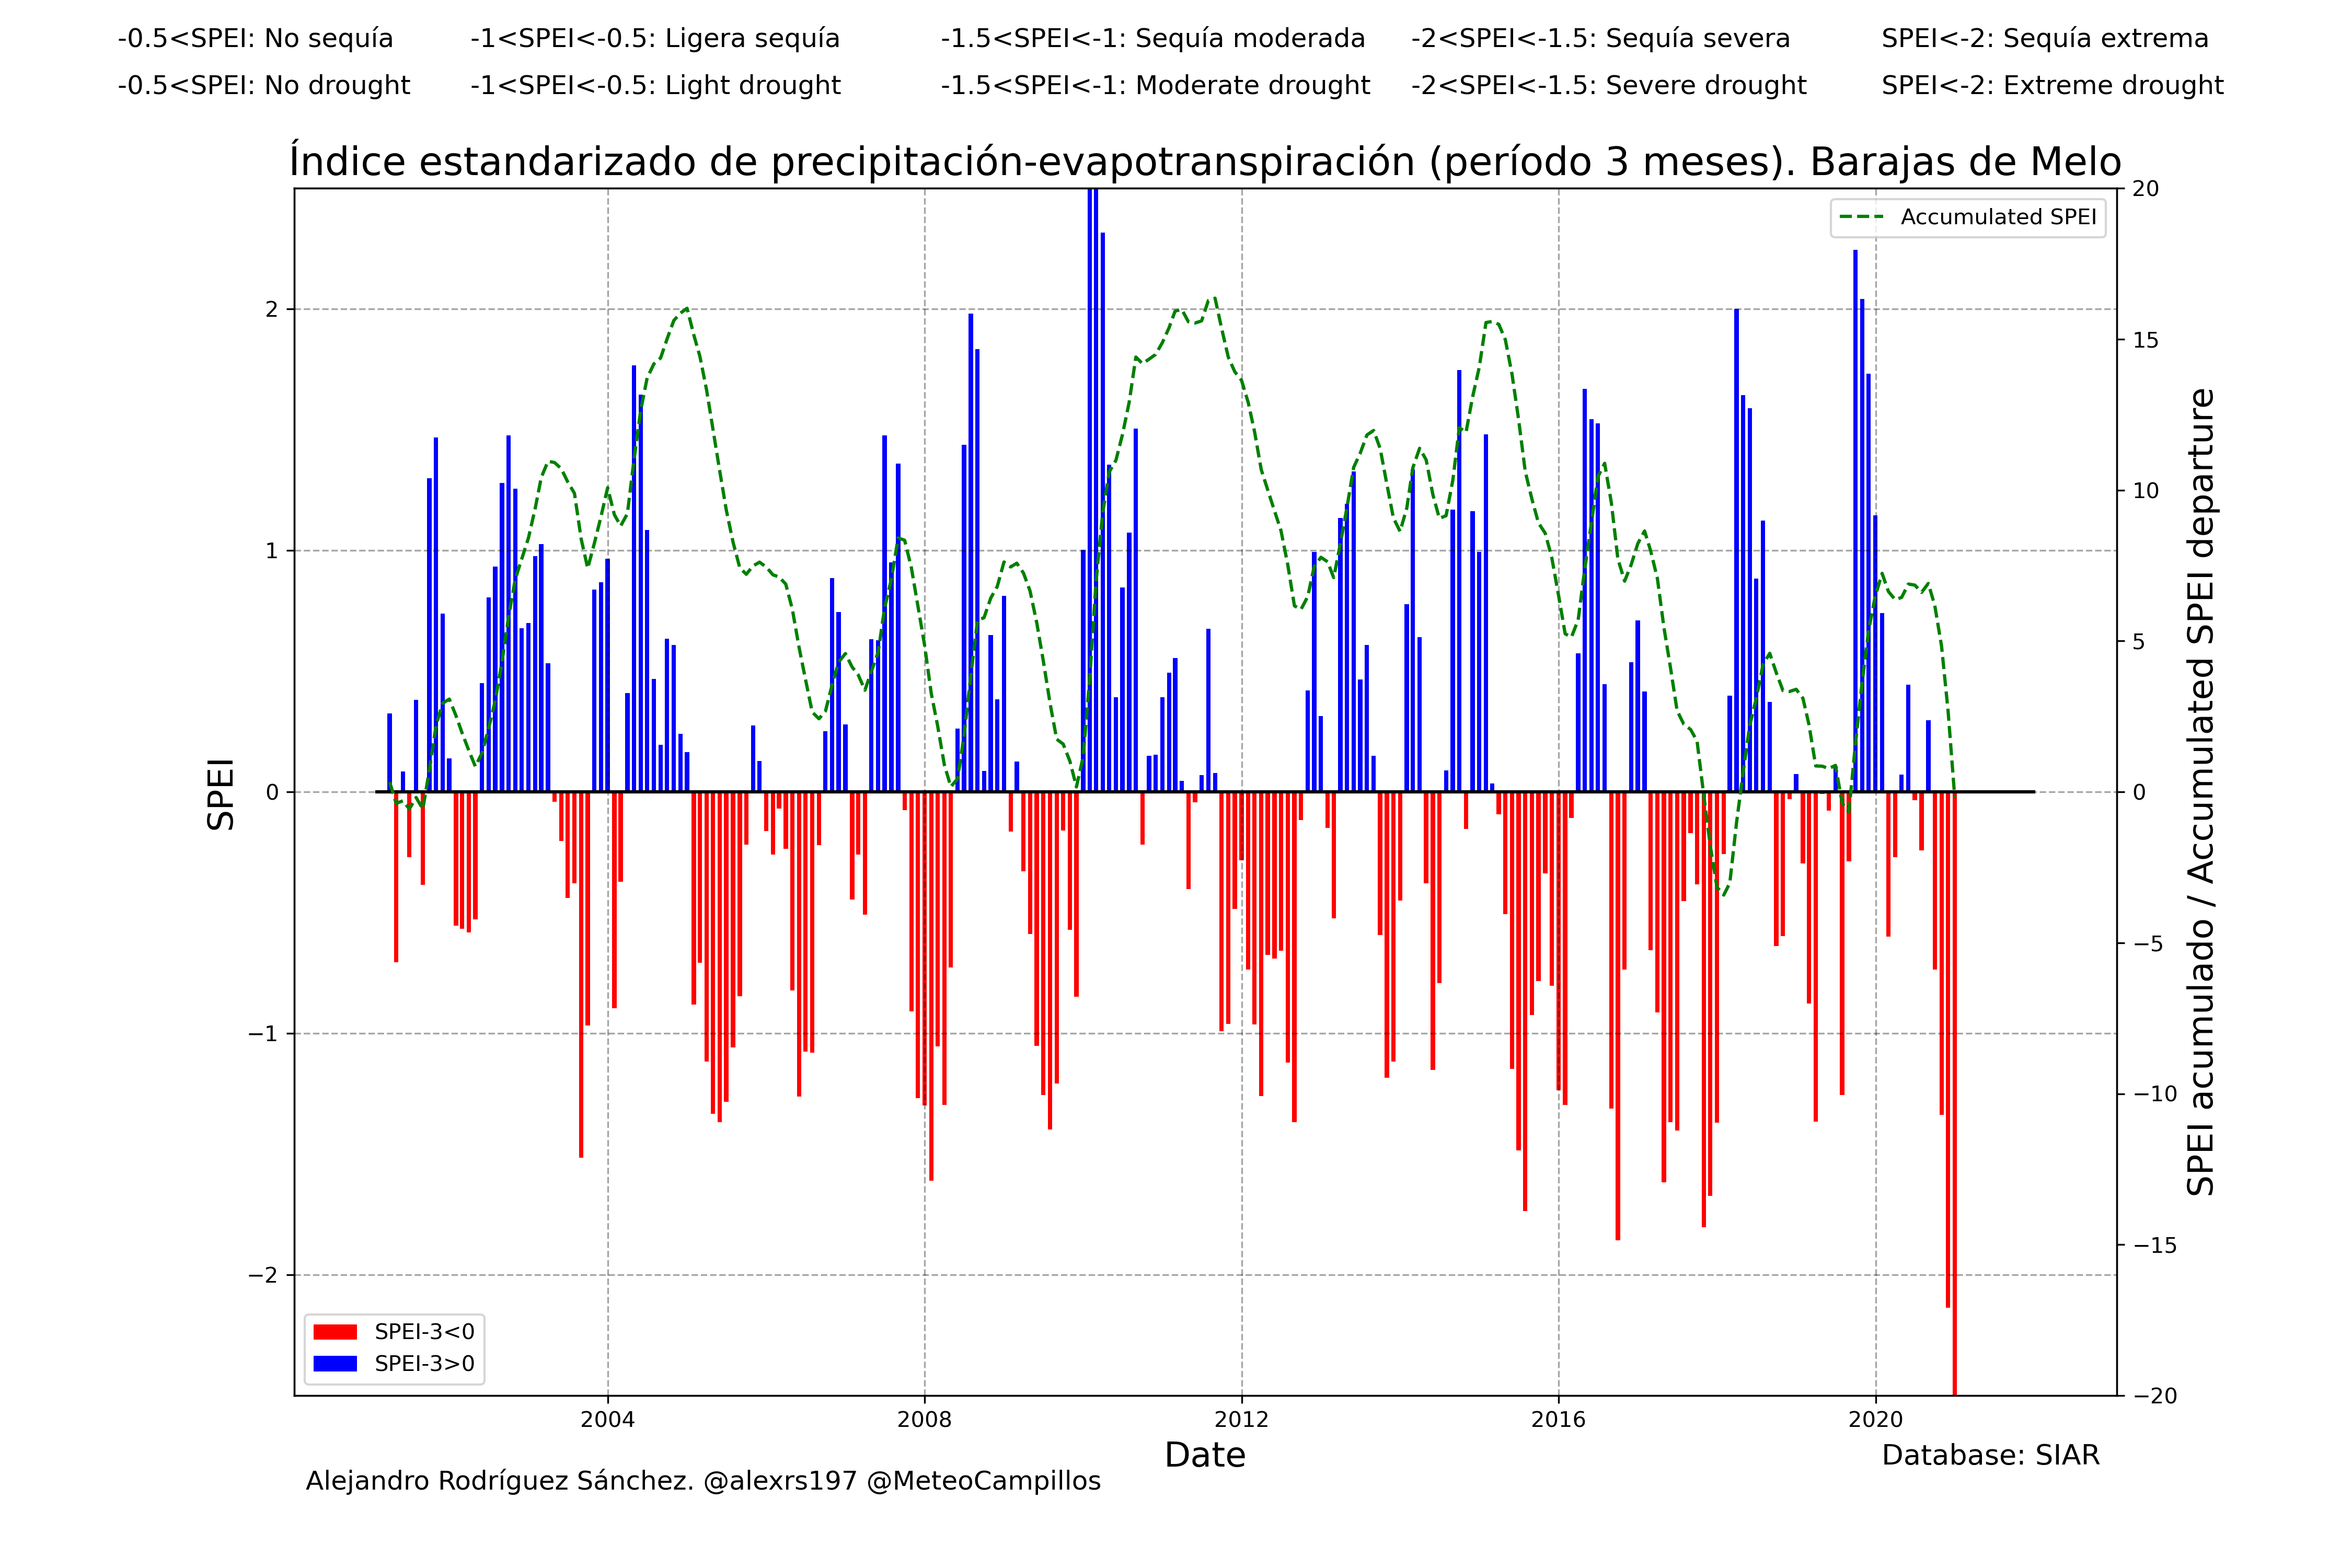 -0.5<SPEI: No sequía -1<SPEI<-0.5: Ligera sequía -1.5<SPEI<-1: Sequía moderada -2<SPEI<-1.5: Sequía severa SPEI<-2: Sequía extrema
-0.5<SPEI: No drought -1<SPEI<-0.5: Light drought -1.5<SPEI<-1: Moderate drought -2<SPEI<-1.5: Severe drought SPEI<-2: Extreme drought
Índice estandarizado de precipitación-evapotranspiración (período 3 meses). Barajas de Melo
Accumulated SPEI
SPEI
2
1
0
−1
−2
20
15
10
5
0
−5
−10
−15
−20
SPEI acumulado / Accumulated SPEI departure
SPEI-3<0
SPEI-3>0
2004 2008 2012 2016 2020
Date
Database: SIAR
Alejandro Rodríguez Sánchez. @alexrs197 @MeteoCampillos